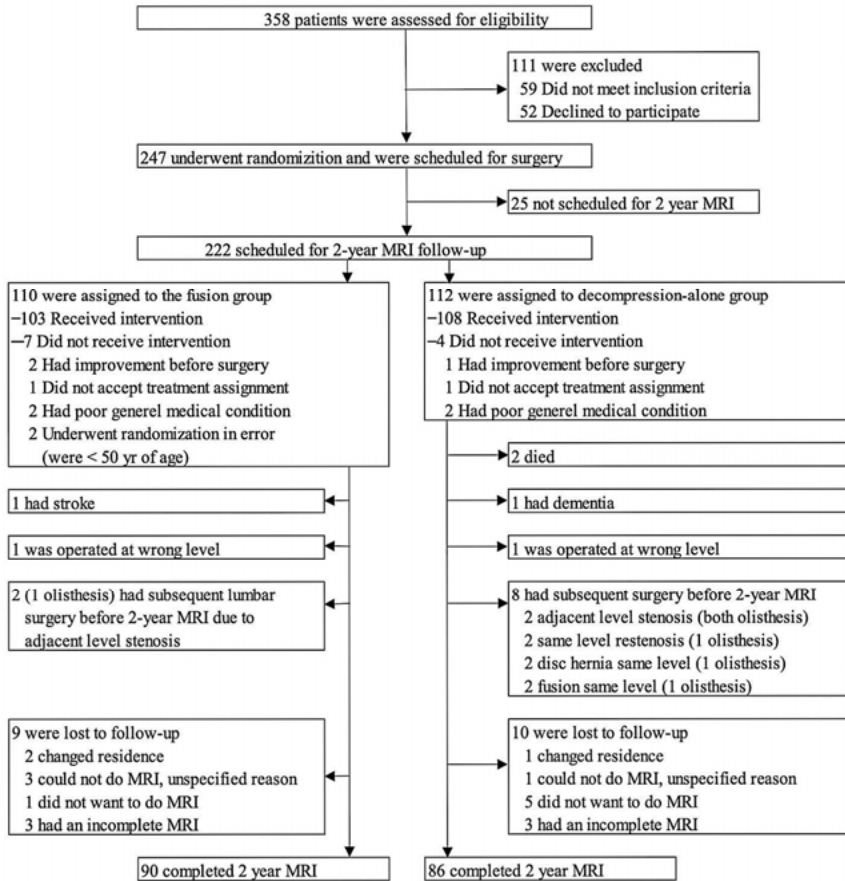 358 patients were assessed for eligibility
111 were excluded
59 Did not meet inclusion criteria
52 Declined to participate
247 underwent randomizition and were scheduled for surgery
25 not scheduled for 2 year MRI
222 scheduled for 2-year MRI follow-up
110 were assigned to the fusion group
−103 Received intervention
−7 Did not receive intervention
2 Had improvement before surgery
1 Did not accept treatment assignment
2 Had poor generel medical condition
2 Underwent randomization in error
(were < 50 yr of age)
112 were assigned to decompression-alone group
−108 Received intervention
−4 Did not receive intervention
1 Had improvement before surgery
1 Did not accept treatment assignment
2 Had poor generel medical condition
2 died
1 had stroke
1 had dementia
1 was operated at wrong level
1 was operated at wrong level
2 (1 olisthesis) had subsequent lumbar
surgery before 2-year MRI due to
adjacent level stenosis
8 had subsequent surgery before 2-year MRI
2 adjacent level stenosis (both olisthesis)
2 same level restenosis (1 olisthesis)
2 disc hernia same level (1 olisthesis)
2 fusion same level (1 olisthesis)
9 were lost to follow-up
2 changed residence
3 could not do MRI, unspecified reason
1 did not want to do MRI
3 had an incomplete MRI
10 were lost to follow-up
1 changed residence
1 could not do MRI, unspecified reason
5 did not want to do MRI
3 had an incomplete MRI
90 completed 2 year MRI
86 completed 2 year MRI